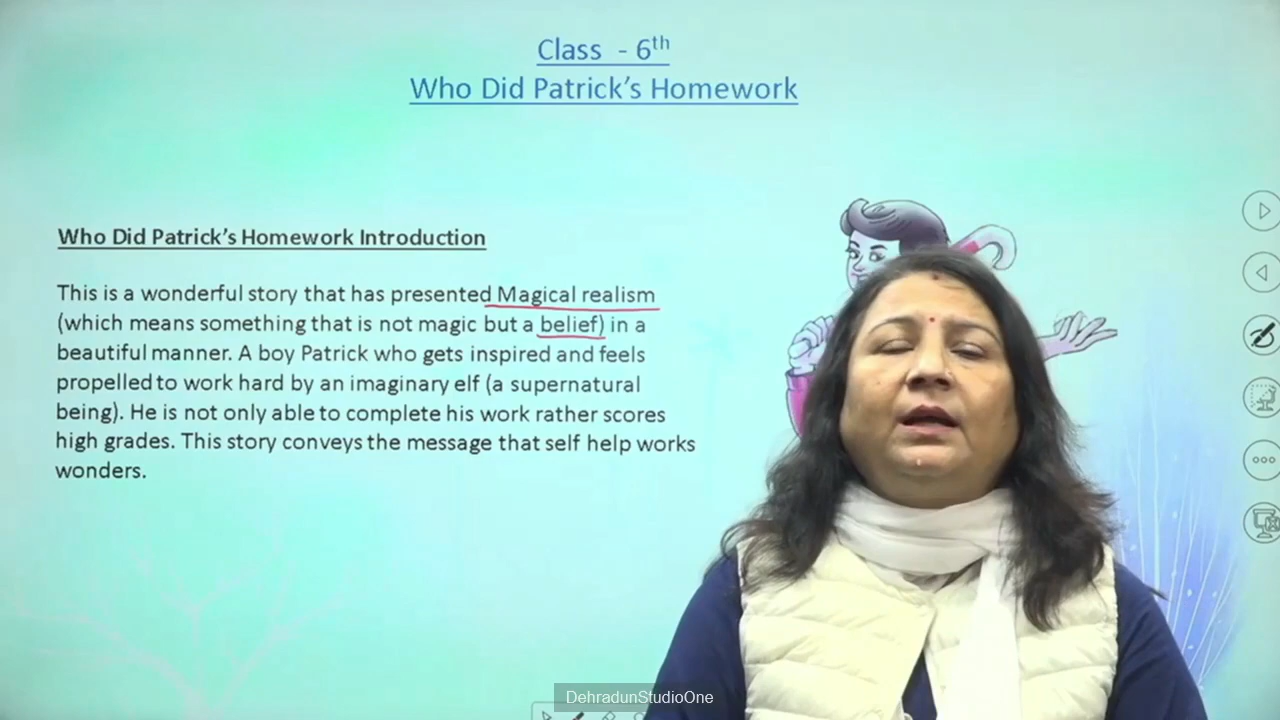 Class - 6th
Who Did Patrick's Homework
Who Did Patrick's Homework Introduction
This is a wonderful story that has presented Magical realism
(which means something that is not magic but a belief) in a
beautiful manner. A boy Patrick who gets inspired and feels
propelled to work hard by an imaginary elf (a supernatural
being). He is not only able to complete his work rather scores
high grades. This story conveys the message that self help works
wonders.
DehradunStudioOne